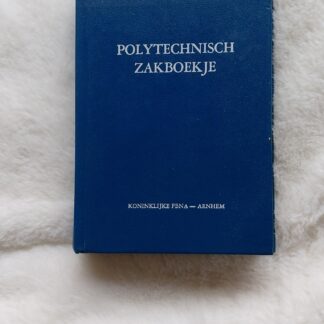 POLYTECHNISCH
ZAKBOEKJE
KONINKLIJKE PBNA — ARNHEM